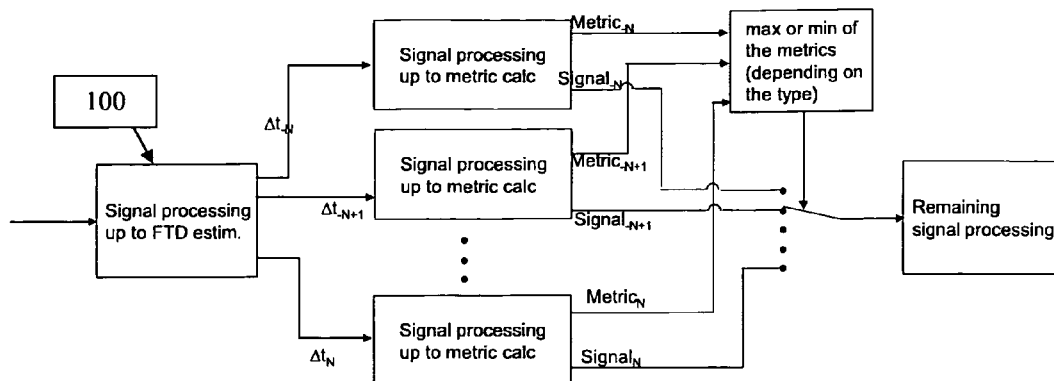 Metric-N
max or min of
the metrics
(depending on
the type)
Signal processing
up to metric calc
Signal-N
100
Δt-N
Metric-N+1
Signal processing
up to metric calc
Signal processing
up to FTD estim.
Δt-N+1
Signal-N+1
Remaining
signal processing
MetricN
Signal processing
up to metric calc
ΔtN
SignalN